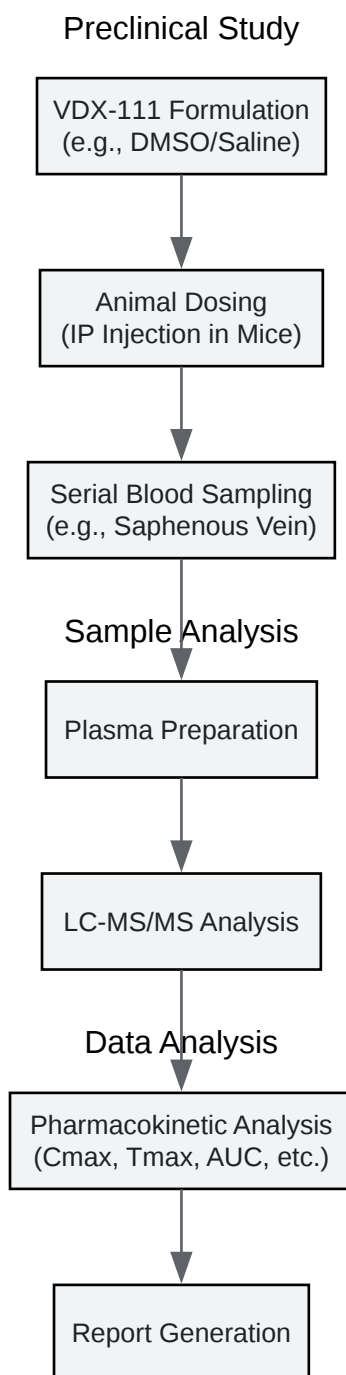 Preclinical Study
VDX-111 Formulation
(e.g., DMSO/Saline)
Animal Dosing
(IP Injection in Mice)
Serial Blood Sampling
(e.g., Saphenous Vein)
Sample Analysis
Plasma Preparation
LC-MS/MS Analysis
Data Analysis
Pharmacokinetic Analysis
(Cmax, Tmax, AUC, etc.)
Report Generation